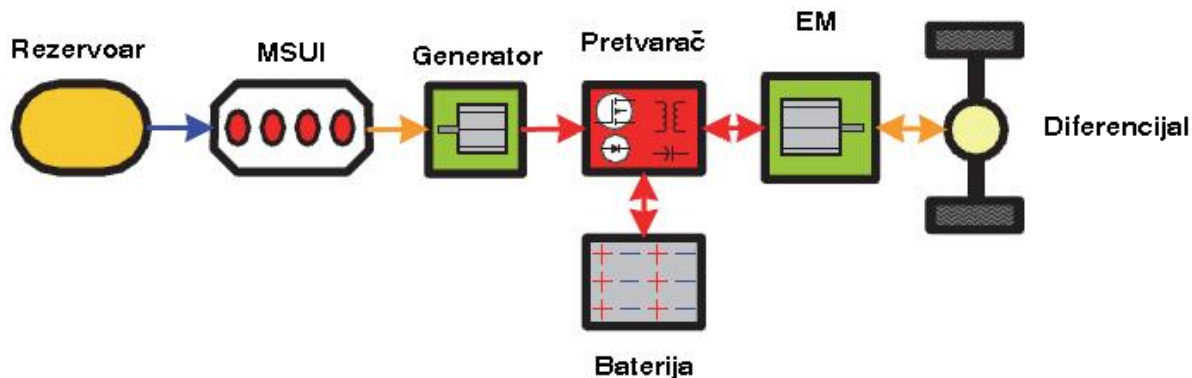 Rezervoar
MSUI
Generator
Pretvarač
EM
Diferencijal
Baterija